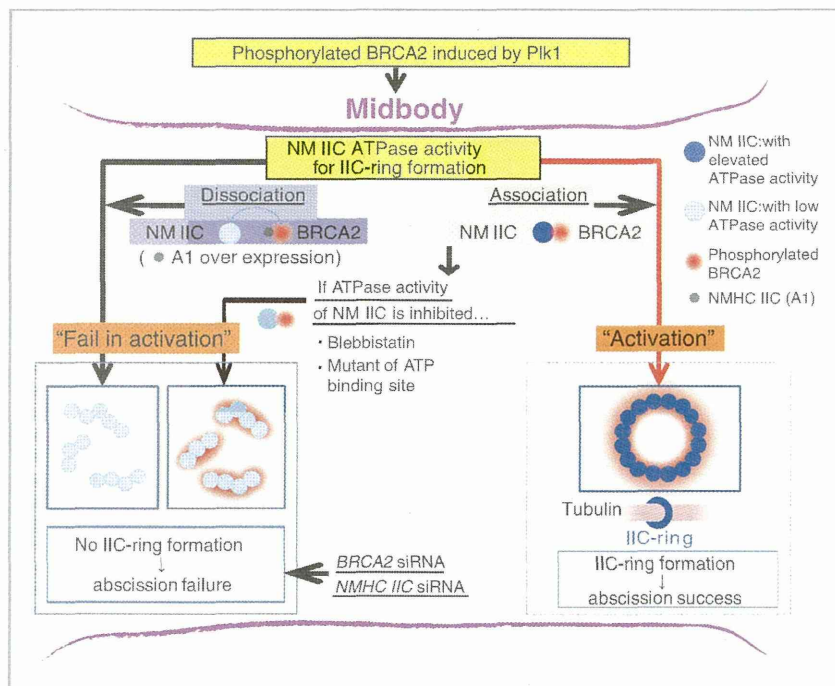 Phosphorylated BRCA2 induced by Plk1
Midbody
NM IIC ATPase activity
for IIC-ring formation
Dissociation
NM IIC BRCA2
( A1 over expression)
Association
NM IIC BRCA2
NM IIC:with
elevated
ATPase activity
NM IIC:with low
ATPase activity
Phosphorylated
BRCA2
NMHC IIC (A1)
If ATPase activity
of NM IIC is inhibited...
· Blebbistatin
· Mutant of ATP
binding site
"Fail in activation"
"Activation"
No IIC-ring formation
↓
abscission failure
BRCA2 siRNA
NMHC IIC siRNA
Tubulin
IIC-ring
IIC-ring formation
↓
abscission success